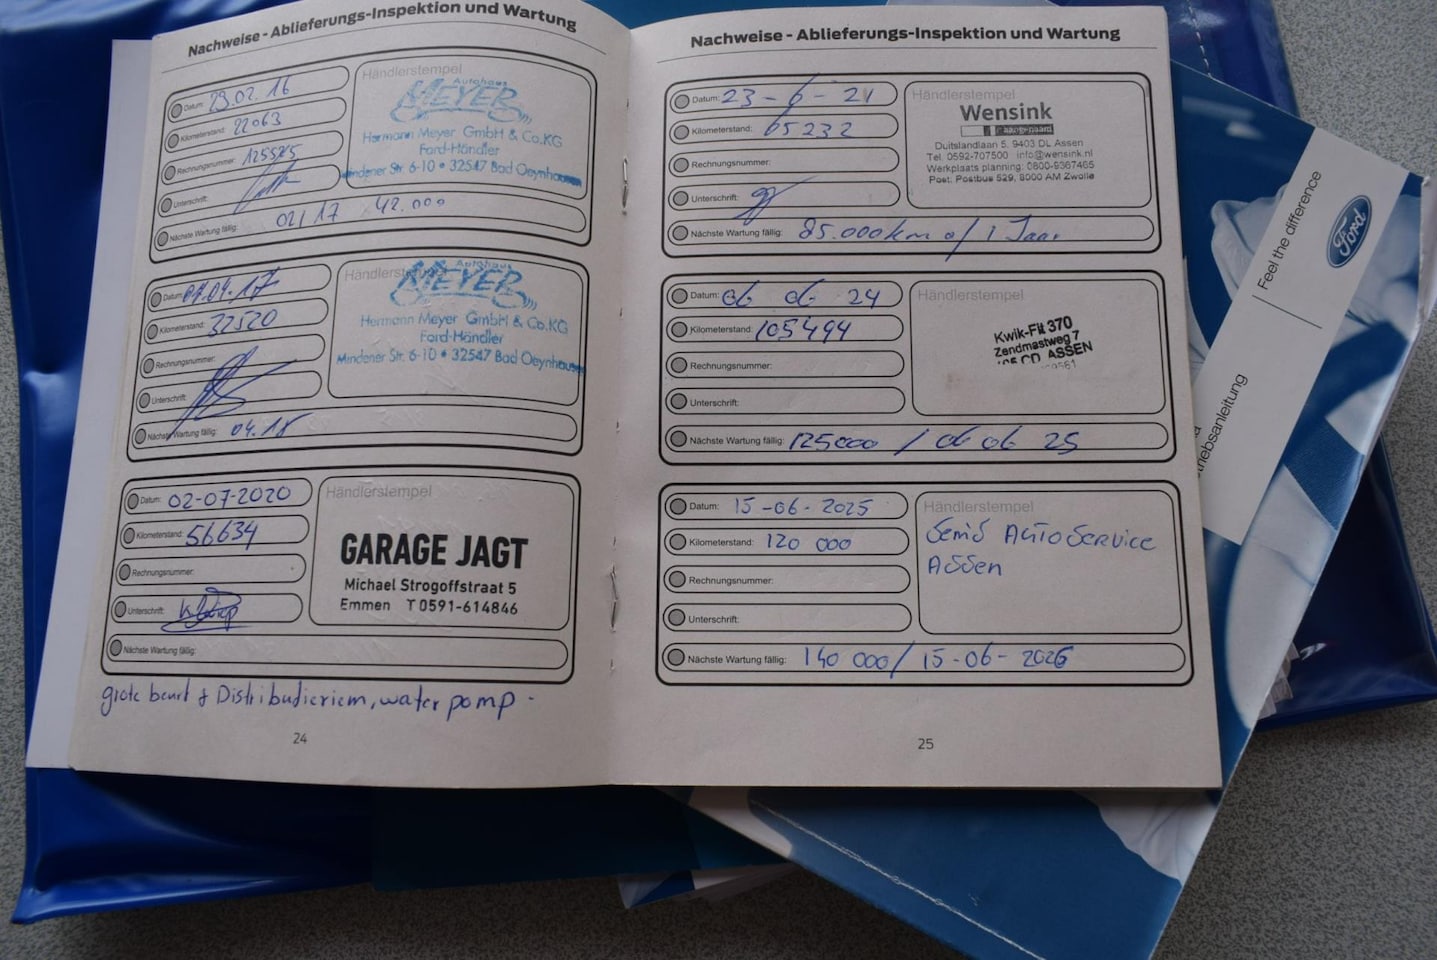 Nachweise - Ablieferungs-Inspektion und Wartung
Datum: 29.02.16
Kilometerstand: 22063
Rechnungsnummer: 125525
Unterschrift:
Nächste Wartung fällig: 02/17 42.000
Händlerstempel
Autohaus
MEYER
Hermann Meyer GmbH & Co.KG
Ford-Händler
Mindener Str. 6-10 • 32547 Bad Oeynhausen
Datum: 04.04.17
Kilometerstand: 32520
Rechnungsnummer:
Unterschrift:
Nächste Wartung fällig: 04.18
Händlerstempel
Autohaus
MEYER
Hermann Meyer GmbH & Co.KG
Ford-Händler
Mindener Str. 6-10 • 32547 Bad Oeynhausen
Datum: 02-07-2020
Kilometerstand: 56634
Rechnungsnummer:
Unterschrift:
Nächste Wartung fällig:
Händlerstempel
GARAGE JAGT
Michael Strogoffstraat 5
Emmen T 0591-614846
grote beurt + Distributieriem, waterpomp -
24
Nachweise - Ablieferungs-Inspektion und Wartung
Datum: 23-6-21
Kilometerstand: 65232
Rechnungsnummer:
Unterschrift:
Nächste Wartung fällig: 85.000km of 1 Jaar
Händlerstempel
Wensink
Duitslandlaan 5, 9403 DL Assen
Tel. 0592-707500 info@wensink.nl
Werkplaats planning: 0800-9367465
Post. Postbus 529, 8000 AM Zwolle
Datum: 06 06 24
Kilometerstand: 105494
Rechnungsnummer:
Unterschrift:
Nächste Wartung fällig: 125000 / 06 06 25
Händlerstempel
Kwik-Fit 370
Zendmastweg 7
CD ASSEN
Datum: 15-06-2025
Kilometerstand: 120 000
Rechnungsnummer:
Unterschrift:
Nächste Wartung fällig: 140 000/15-06-2026
Händlerstempel
AutoService
Assen
25
Feel the difference
Ford